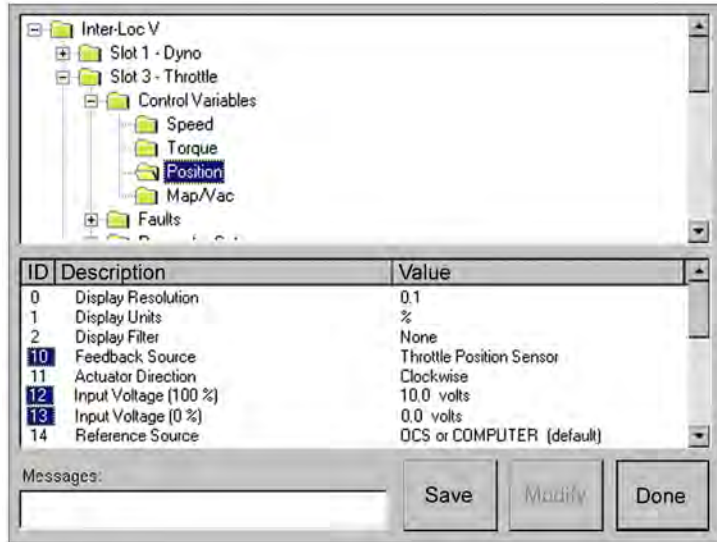 Inter-Loc V
Slot 1 - Dyno
Slot 3 - Throttle
Control Variables
Speed
Torque
Position
Map/Vac
Faults
ID Description Value
0 Display Resolution 0.1
1 Display Units %
2 Display Filter None
10 Feedback Source Throttle Position Sensor
11 Actuator Direction Clockwise
12 Input Voltage (100 %) 10.0 volts
13 Input Voltage (0 %) 0.0 volts
14 Reference Source OCS or COMPUTER (default)
Messages:
Save Modify Done